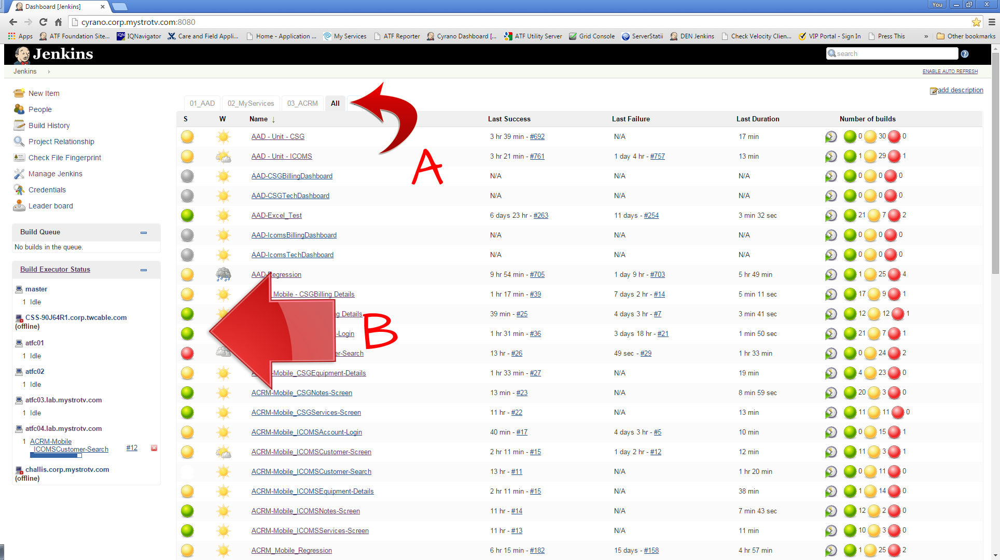 Dashboard [Jenkins]
You
cyrano.corp.mystrotv.com:8080
Apps ATF Foundation Site... IQNavigator Care and Field Appli... Home - Application ... My Services ATF Reporter Cyrano Dashboard [... ATF Utility Server Grid Console ServerStatii DEN Jenkins Check Velocity Clien... VIP Portal - Sign In Press This » Other bookmarks
Jenkins
search
Jenkins
ENABLE AUTO REFRESH
add description
New Item
People
Build History
Project Relationship
Check File Fingerprint
Manage Jenkins
Credentials
Leader board
Build Queue
No builds in the queue.
Build Executor Status
master
1 Idle
CSS-90J64R1.corp.twcable.com
(offline)
atfc01
1 Idle
atfc02
1 Idle
atfc03.lab.mystrotv.com
1 Idle
atfc04.lab.mystrotv.com
1 ACRM-Mobile
_ICOMSCustomer-Search #12
challis.corp.mystrotv.com
(offline)
01_AAD 02_MyServices 03_ACRM All
A
B
S W Name ↓ Last Success Last Failure Last Duration Number of builds
AAD - Unit - CSG 3 hr 39 min - #692 N/A 17 min 0 30 0
AAD - Unit - ICOMS 3 hr 21 min - #761 1 day 4 hr - #757 13 min 1 29 1
AAD-CSGBillingDashboard N/A N/A N/A 0 0 0
AAD-CSGTechDashboard N/A N/A N/A 0 0 0
AAD-Excel_Test 6 days 23 hr - #263 11 days - #254 3 min 32 sec 21 7 2
AAD-IcomsBillingDashboard N/A N/A N/A 0 0 0
AAD-IcomsTechDashboard N/A N/A N/A 0 0 0
AAD-Regression 9 hr 54 min - #705 1 day 9 hr - #703 5 hr 49 min 1 25 4
Mobile - CSGBilling Details 1 hr 17 min - #39 7 days 2 hr - #14 5 min 11 sec 17 9 1
Details 39 min - #25 4 days 3 hr - #7 3 min 41 sec 12 12 1
-Login 1 hr 31 min - #36 3 days 18 hr - #21 1 min 50 sec 21 7 1
er-Search 13 hr - #26 49 sec - #29 1 hr 33 min 0 24 2
-Mobile_CSGEquipment-Details 1 hr 33 min - #27 N/A 19 min 4 23 0
ACRM-Mobile_CSGNotes-Screen 13 min - #23 N/A 8 min 59 sec 20 3 0
ACRM-Mobile_CSGServices-Screen 11 hr - #22 N/A 13 min 11 11 0
ACRM-Mobile_ICOMSAccount-Login 40 min - #17 4 days 3 hr - #5 10 min 0 15 1
ACRM-Mobile_ICOMSCustomer-Screen 2 hr 11 min - #15 1 day 2 hr - #12 12 min 11 3 1
ACRM-Mobile_ICOMSCustomer-Search 13 hr - #11 N/A 1 hr 20 min 0 11 0
ACRM-Mobile_ICOMSEquipment-Details 2 hr 11 min - #15 N/A 38 min 1 14 0
ACRM-Mobile_ICOMSNotes-Screen 11 hr - #14 N/A 7 min 43 sec 12 2 0
ACRM-Mobile_ICOMSServices-Screen 11 hr - #13 N/A 11 min 10 3 0
ACRM_Mobile_Regression 6 hr 15 min - #182 15 days - #158 4 hr 57 min 1 25 2